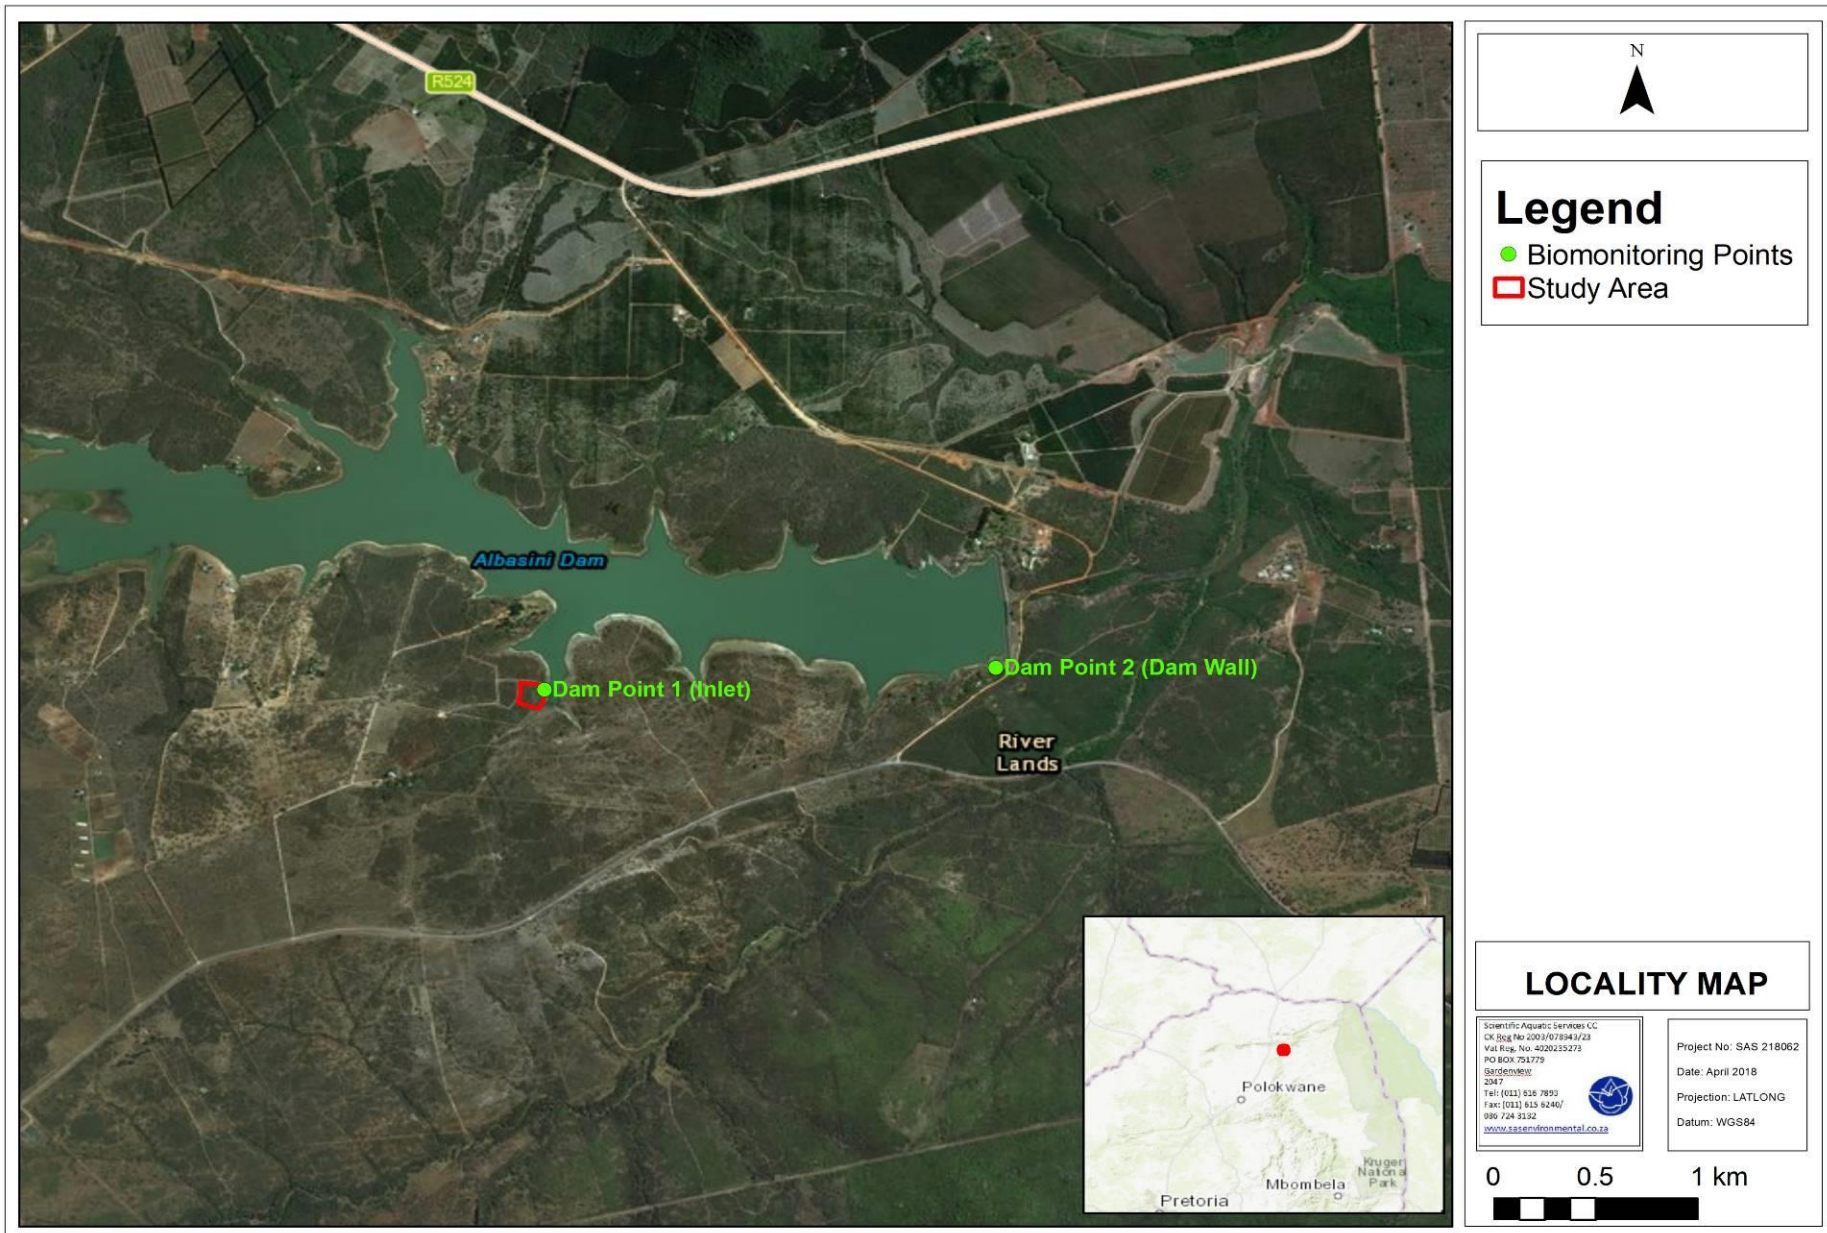 R524
Albasini Dam
Dam Point 1 (Inlet)
Dam Point 2 (Dam Wall)
River
Lands
Polokwane
Kruger
National
Park
Mbombela
Pretoria
N
Legend
Biomonitoring Points
Study Area
LOCALITY MAP
Scientific Aquatic Services CC
CK Reg No 2003/078943/23
Vat Reg. No. 4020235273
PO BOX 751779
Gardenview
2047
Tel: (011) 616 7893
Fax: (011) 615 6240/
086 724 3132
www.sasenvironmental.co.za
Project No: SAS 218062
Date: April 2018
Projection: LATLONG
Datum: WGS84
0 0.5 1 km